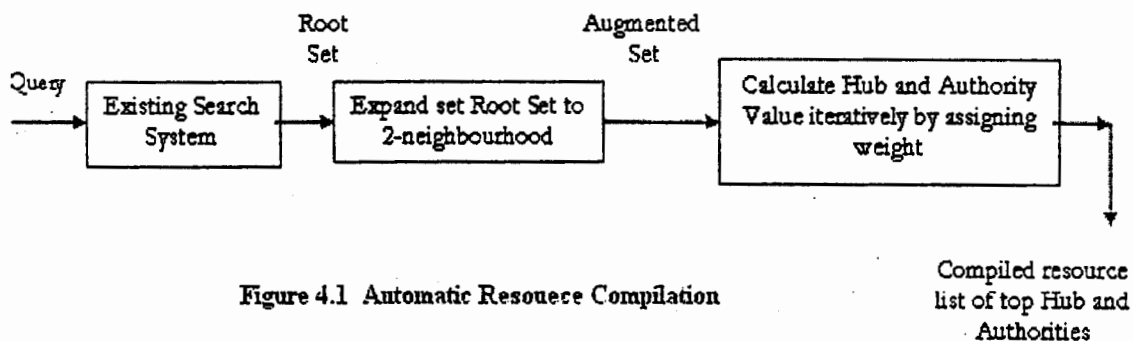 Query
Existing Search
System
Root
Set
Expand set Root Set to
2-neighbourhood
Augmented
Set
Calculate Hub and Authority
Value iteratively by assigning
weight
Compiled resource
list of top Hub and
Authorities
Figure 4.1 Automatic Resouece Compilation